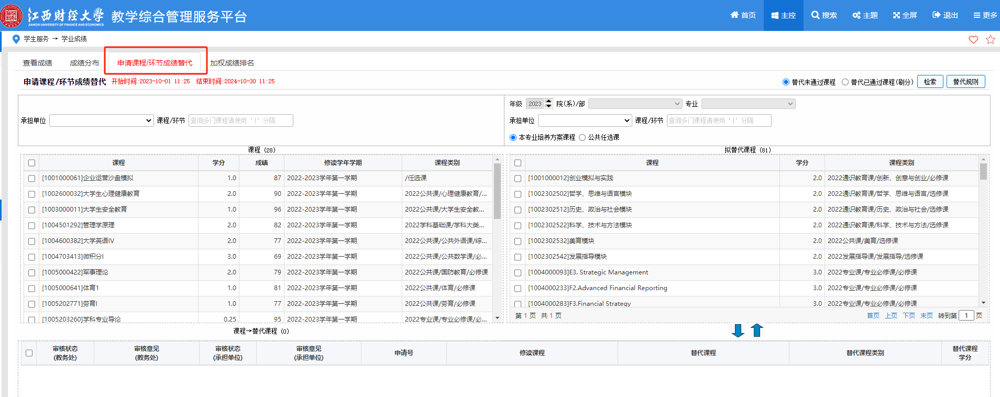 江西财经大学 教学综合管理服务平台
JIANGXI UNIVERSITY OF FINANCE AND ECONOMICS
首页 主控 搜索 主题 全屏 退出 更多
学生服务 → 学业成绩
查看成绩 成绩分布 申请课程/环节成绩替代 加权成绩排名
申请课程/环节成绩替代 开始时间:2023-10-01 11:25 结束时间:2024-10-30 11:25 替代未通过课程 替代已通过课程(刷分) 检索 替代规则
年级 2023 院(系)/部 专业
承担单位 课程/环节 查询多门课程请使用‘|’分隔
承担单位 课程/环节 查询多门课程请使用‘|’分隔
本专业培养方案课程 公共任选课
课程 (28)
课程 学分 成绩 修读学年学期 课程类别
[1001000061]企业运营沙盘模拟 1.0 87 2022-2023学年第一学期 /任选课
[1002600032]大学生心理健康教育 2.0 90 2022-2023学年第一学期 2022公共课/心理健康教育/...
[1003000011]大学生安全教育 1.0 96 2022-2023学年第一学期 2022公共课/大学生安全教...
[1004501292]管理学原理 2.0 82 2022-2023学年第一学期 2022学科基础课/学科大类...
[1004600382]大学英语IV 2.0 77 2022-2023学年第一学期 2022公共课/公共外语课/综...
[1004703413]微积分I 3.0 69 2022-2023学年第一学期 2022公共课/公共数学课/必...
[1005000422]军事理论 2.0 79 2022-2023学年第一学期 2022公共课/国防教育/必修课
[1005000641]体育1 1.0 81 2022-2023学年第一学期 2022公共课/体育/必修课
[1005202771]劳育I 1.0 77 2022-2023学年第一学期 2022公共课/劳育/必修课
[1005203260]学科专业导论 0.25 95 2022-2023学年第一学期 2022专业课/专业必修课/必...
拟替代课程 (81)
课程 学分 课程类别
[1001000012]创业模拟与实践 2.0 2022通识教育课/创新、创意与创业/必修课
[1002302502]哲学、思维与语言模块 2.0 2022通识教育课/哲学、思维与语言/选修课
[1002302512]历史、政治与社会模块 2.0 2022通识教育课/历史、政治与社会/选修课
[1002302522]科学、技术与方法模块 2.0 2022通识教育课/科学、技术与方法/选修课
[1002302532]美育模块 2.0 2022公共课/美育/选修课
[1002302542]发展指导模块 2.0 2022发展指导课/发展指导/选修课
[1004000093]E3. Strategic Management 3.0 2022专业课/专业必修课/必修课
[1004000233]F2.Advanced Financial Reporting 3.0 2022专业课/专业必修课/必修课
[1004000283]F3.Financial Strategy 3.0 2022专业课/专业必修课/必修课
第 1 页 共 1 页 首页 上页 下页 末页 转到第 1 页
课程→替代课程 (0)
审核状态 (教务处) 审核意见 (教务处) 审核状态 (承担单位) 审核意见 (承担单位) 申请号 修读课程 替代课程 替代课程类别 替代课程 学分